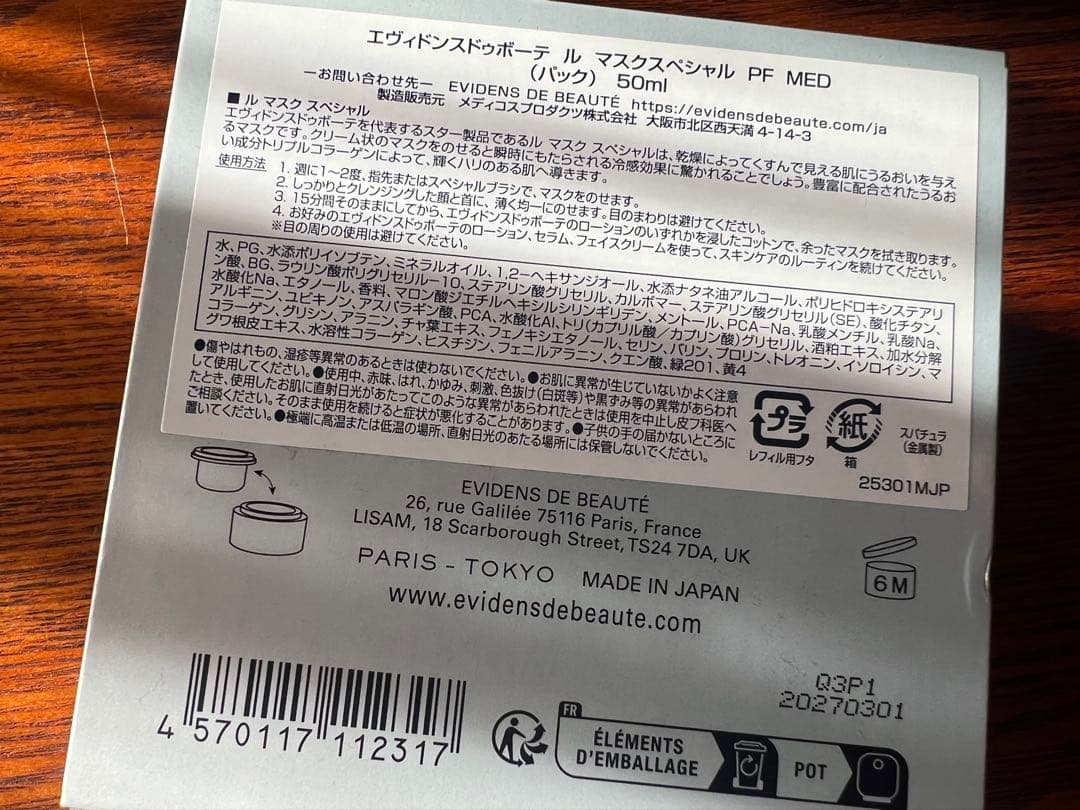 エヴィドンスドゥボーテ ル マスクスペシャル PF MED
(パック) 50ml
ーお問い合わせ先ー EVIDENS DE BEAUTÉ https://evidensdebeaute.com/ja
製造販売元 メディコスプロダクツ株式会社 大阪市北区西天満4-14-3
■ ル マスク スペシャル
エヴィドンスドゥボーテを代表するスター製品であるル マスク スペシャルは、乾燥によってくすんで見える肌にうるおいを与え
るマスクです。クリーム状のマスクをのせると瞬時にもたらされる冷感効果に驚かれることでしょう。豊富に配合されたうるお
い成分トリプルコラーゲンによって、輝くハリのある肌へ導きます。
使用方法 1. 週に1~2度、指先またはスペシャルブラシで、マスクをのせます。
2. しっかりとクレンジングした顔と首に、薄く均一にのせます。目のまわりは避けてください。
3. 15分間そのままにしてから、エヴィドンスドゥボーテのローションのいずれかを浸したコットンで、余ったマスクを拭き取ります。
4. お好みのエヴィドンスドゥボーテのローション、セラム、フェイスクリームを使って、スキンケアのルーティンを続けてください。
※目の周りの使用は避けてください。
水、PG、水添ポリイソブテン、ミネラルオイル、1,2-ヘキサンジオール、水添ナタネ油アルコール、ポリヒドロキシステアリ
ン酸、BG、ラウリン酸ポリグリセリル-10、ステアリン酸グリセリル、カルボマー、ステアリン酸グリセリル(SE)、酸化チタン、
水酸化Na、エタノール、香料、マロン酸ジエチルヘキシルシリンギリデン、メントール、PCA-Na、乳酸メンチル、乳酸Na、
アルギニン、ユビキノン、アスパラギン酸、PCA、水酸化Al、トリ(カプリル酸/カプリン酸)グリセリル、酒粕エキス、加水分解
コラーゲン、グリシン、アラニン、チャ葉エキス、フェノキシエタノール、セリン、バリン、プロリン、トレオニン、イソロイシン、マ
グワ根皮エキス、水溶性コラーゲン、ヒスチジン、フェニルアラニン、クエン酸、緑201、黄4
●傷やはれもの、湿疹等異常のあるときは使わないでください。●お肌に異常が生じていないかよく注意
して使用してください。●使用中、赤味、はれ、かゆみ、刺激、色抜け(白斑等)や黒ずみ等の異常があらわれ
たとき、使用したお肌に直射日光があたってこのような異常があらわれたときは使用を中止し皮フ科医へ
ご相談ください。そのまま使用を続けると症状が悪化することがあります。●子供の手の届かないところに
置いてください。●極端に高温または低温の場所、直射日光のあたる場所には保管しないでください。
プラ
レフィル用フタ
紙
箱
スパチュラ
(金属製)
25301MJP
EVIDENS DE BEAUTÉ
26, rue Galilée 75116 Paris, France
LISAM, 18 Scarborough Street,TS24 7DA, UK
PARIS - TOKYO MADE IN JAPAN
www.evidensdebeaute.com
6M
Q3P1
20270301
4 570117 112317
FR
ÉLÉMENTS
D'EMBALLAGE
POT